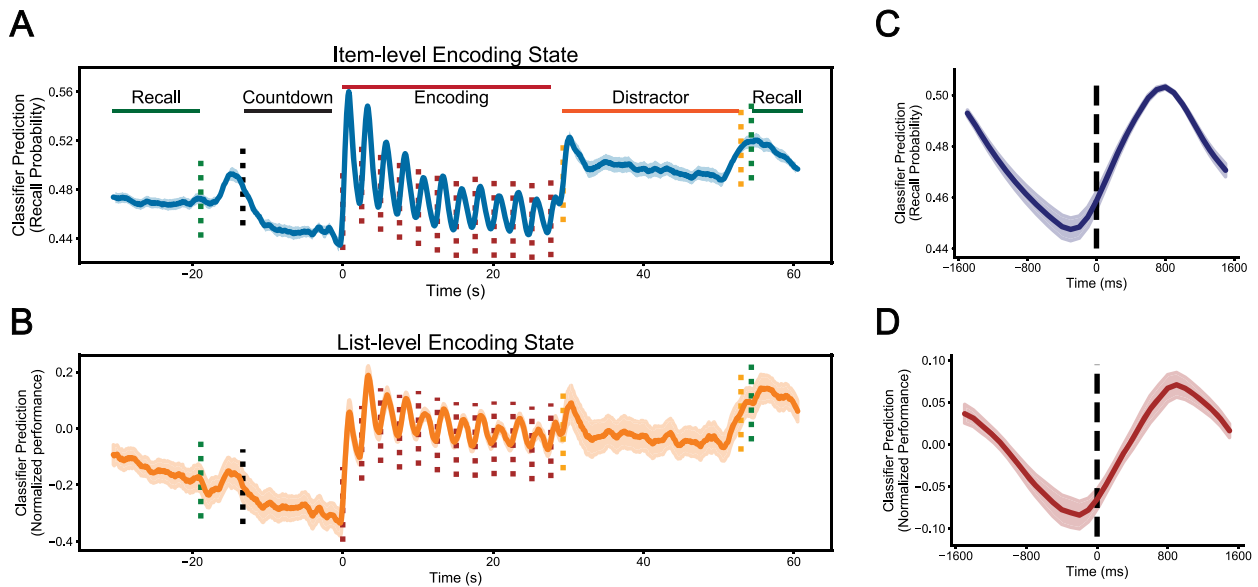 A
Item-level Encoding State
Classifier Prediction
(Recall Probability)
0.56
0.52
0.48
0.44
Recall
Countdown
Encoding
Distractor
Recall
−20
0
20
40
60
Time (s)
B
List-level Encoding State
Classifier Prediction
(Normalized performance)
0.2
0.0
−0.2
−0.4
−20
0
20
40
60
Time (s)
C
Classifier Prediction
(Recall Probability)
0.50
0.48
0.46
0.44
−1600
−800
0
800
1600
Time (ms)
D
Classifier Prediction
(Normalized Performance)
0.10
0.05
0.00
−0.05
−0.10
−1600
−800
0
800
1600
Time (ms)